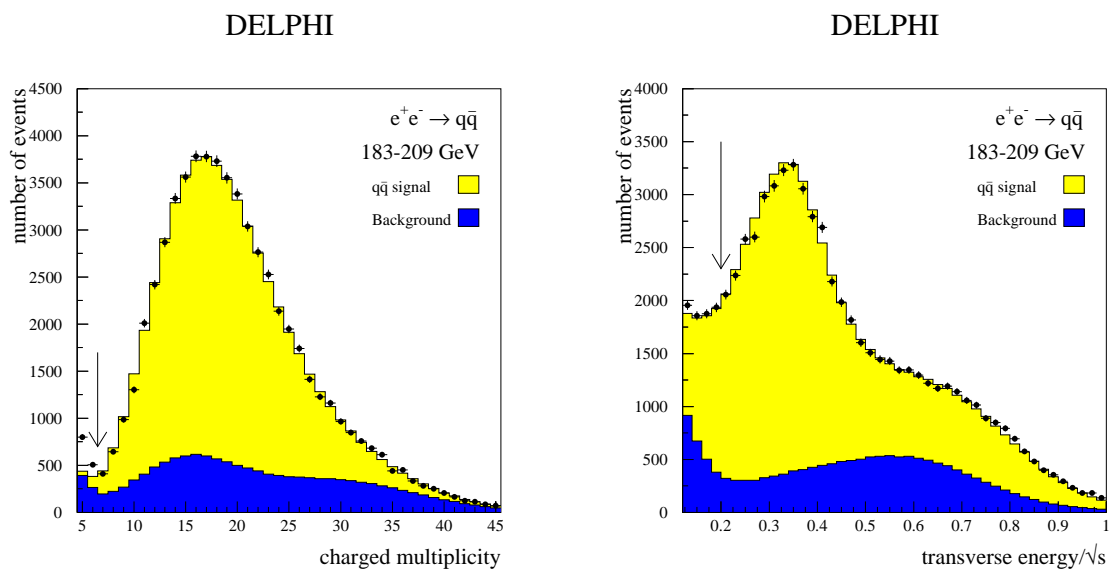 DELPHI
number of events
4500
4000
3500
3000
2500
2000
1500
1000
500
0
e⁺e⁻ → qq̄
183-209 GeV
qq̄ signal
Background
5 10 15 20 25 30 35 40 45
charged multiplicity
DELPHI
number of events
4000
3500
3000
2500
2000
1500
1000
500
0
e⁺e⁻ → qq̄
183-209 GeV
qq̄ signal
Background
0.2 0.3 0.4 0.5 0.6 0.7 0.8 0.9 1
transverse energy/√s